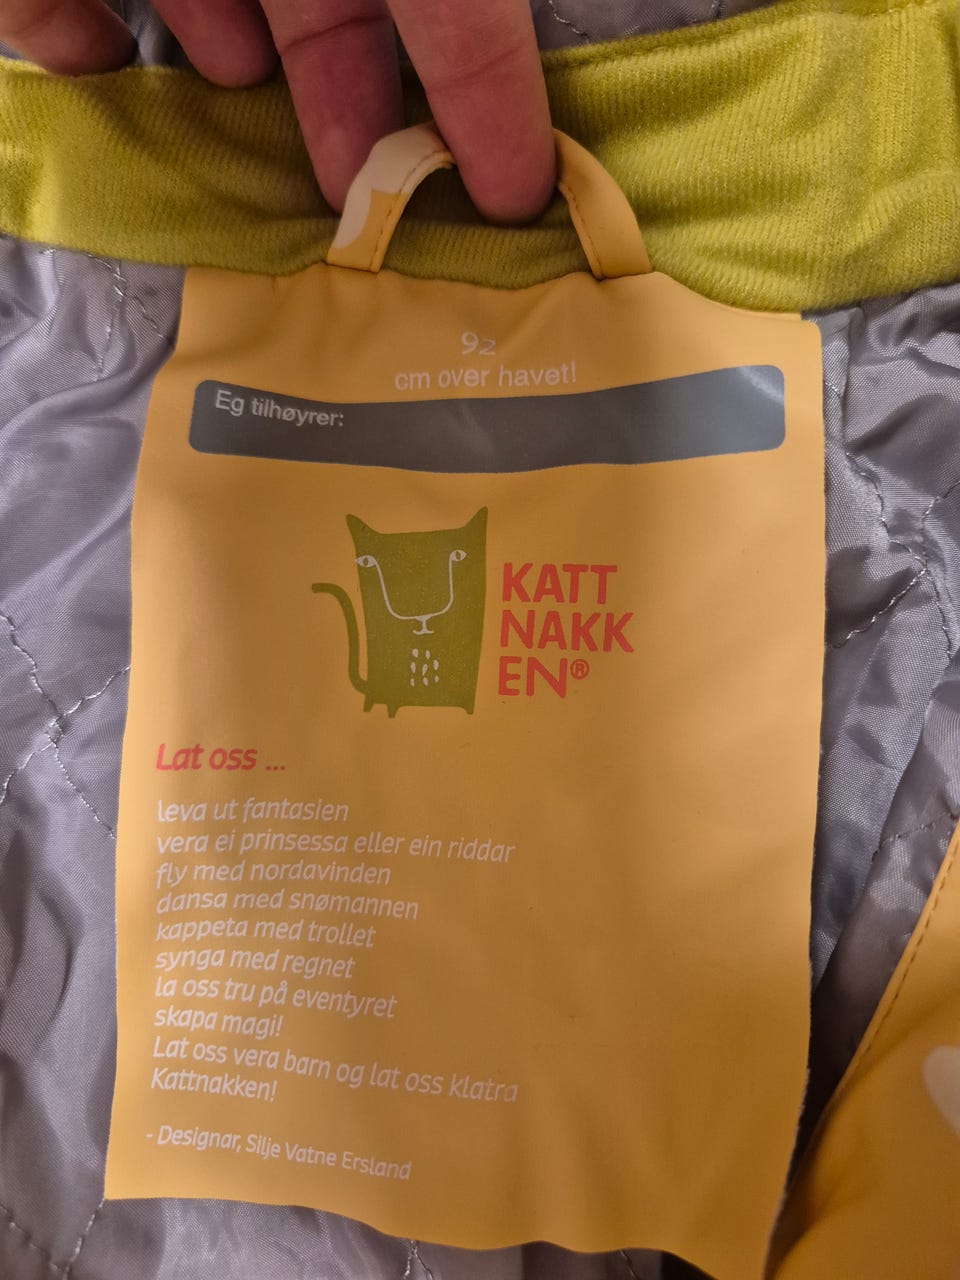 92
cm over havet!
Eg tilhøyrer:
KATT
NAKK
EN®
Lat oss ...
leva ut fantasien
vera ei prinsessa eller ein riddar
fly med nordavinden
dansa med snømannen
kappeta med trollet
synga med regnet
la oss tru på eventyret
skapa magi!
Lat oss vera barn og lat oss klatra
Kattnakken!
- Designar, Silje Vatne Ersland